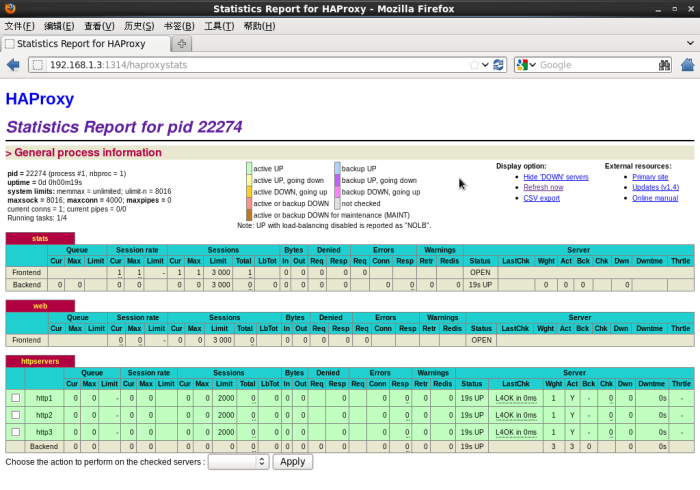 Statistics Report for HAProxy - Mozilla Firefox
文件(F) 编辑(E) 查看(V) 历史(S) 书签(B) 工具(T) 帮助(H)
Statistics Report for HAProxy
192.168.1.3:1314/haproxystats
Google
HAProxy
Statistics Report for pid 22274
> General process information
pid = 22274 (process #1, nbproc = 1)
uptime = 0d 0h00m19s
system limits: memmax = unlimited; ulimit-n = 8016
maxsock = 8016; maxconn = 4000; maxpipes = 0
current conns = 1; current pipes = 0/0
Running tasks: 1/4
active UP backup UP
active UP, going down backup UP, going down
active DOWN, going up backup DOWN, going up
active or backup DOWN not checked
active or backup DOWN for maintenance (MAINT)
Note: UP with load-balancing disabled is reported as "NOLB".
Display option:
Hide 'DOWN' servers
Refresh now
CSV export
External resources:
Primary site
Updates (v1.4)
Online manual
stats
Queue Session rate Sessions Bytes Denied Errors Warnings Server
Cur Max Limit Cur Max Limit Cur Max Limit Total LbTot In Out Req Resp Req Conn Resp Retr Redis Status LastChk Wght Act Bck Chk Dwn Dwntme Thrtle
Frontend 1 1 - 1 1 3 000 1 0 0 0 0 0 OPEN
Backend 0 0 0 0 0 0 3 000 0 0 0 0 0 0 0 0 0 0 19s UP 0 0 0 0
web
Queue Session rate Sessions Bytes Denied Errors Warnings Server
Cur Max Limit Cur Max Limit Cur Max Limit Total LbTot In Out Req Resp Req Conn Resp Retr Redis Status LastChk Wght Act Bck Chk Dwn Dwntme Thrtle
Frontend 0 0 - 0 0 3 000 0 0 0 0 0 0 OPEN
httpservers
Queue Session rate Sessions Bytes Denied Errors Warnings Server
Cur Max Limit Cur Max Limit Cur Max Limit Total LbTot In Out Req Resp Req Conn Resp Retr Redis Status LastChk Wght Act Bck Chk Dwn Dwntme Thrtle
http1 0 0 - 0 0 0 0 2000 0 0 0 0 0 0 0 0 0 19s UP L4OK in 0ms 1 Y - 0 0 0s -
http2 0 0 - 0 0 0 0 2000 0 0 0 0 0 0 0 0 0 19s UP L4OK in 0ms 1 Y - 0 0 0s -
http3 0 0 - 0 0 0 0 2000 0 0 0 0 0 0 0 0 0 19s UP L4OK in 0ms 1 Y - 0 0 0s -
Backend 0 0 0 0 0 0 0 0 0 0 0 0 0 0 0 0 0 19s UP 3 3 0 0 0s
Choose the action to perform on the checked servers : Apply